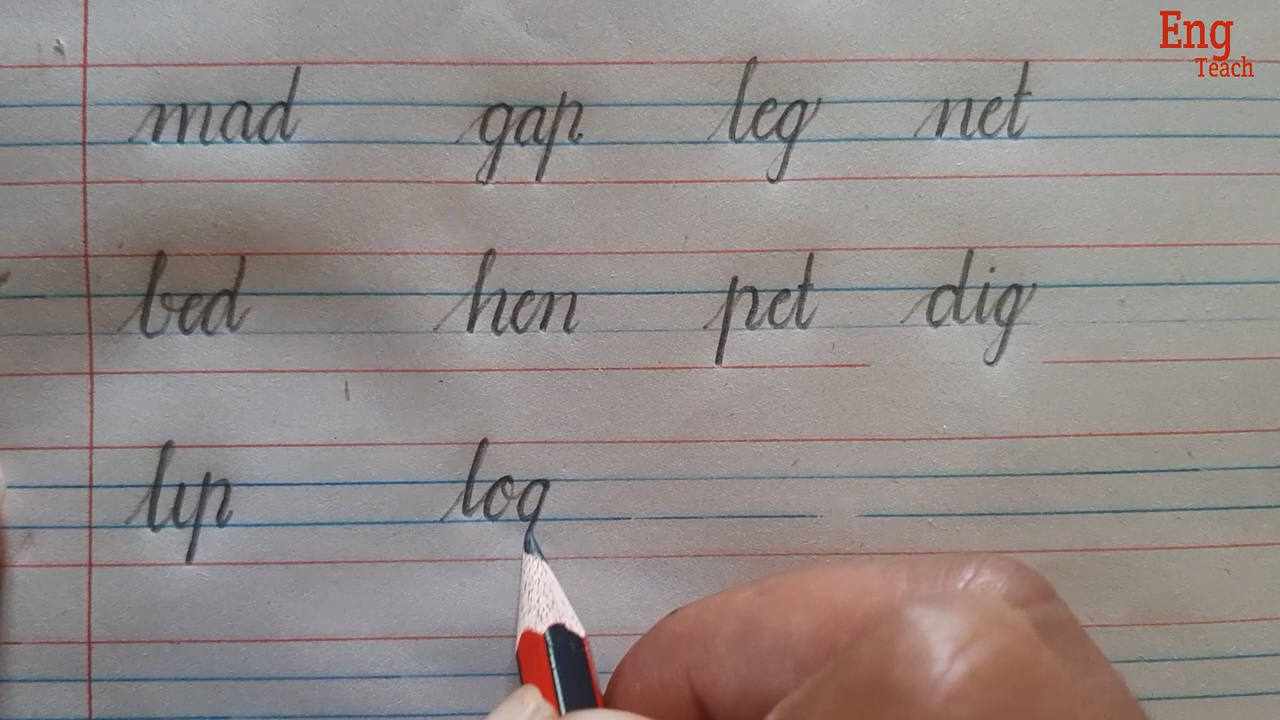 Eng
Teach
mad gap leg net
bed hen pet dig
lip log